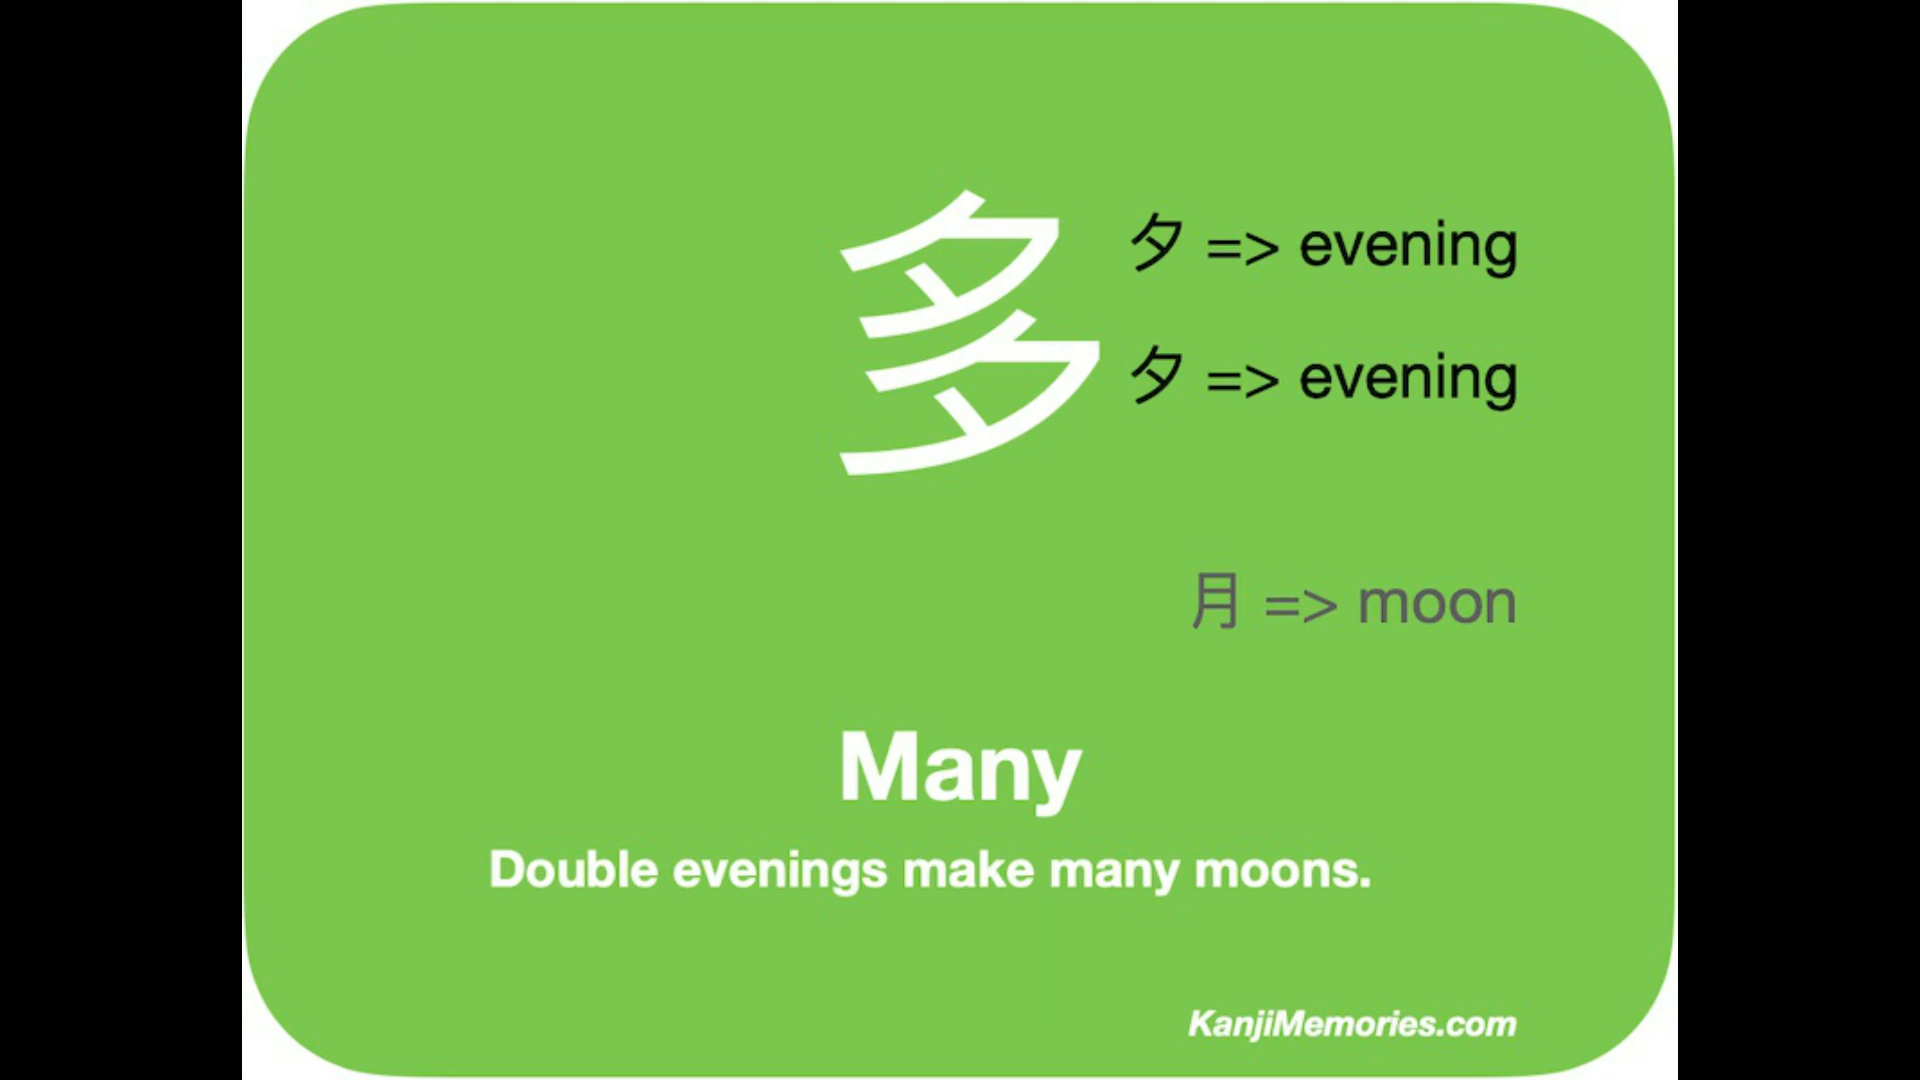 多
夕 => evening
夕 => evening
月 => moon
Many
Double evenings make many moons.
KanjiMemories.com